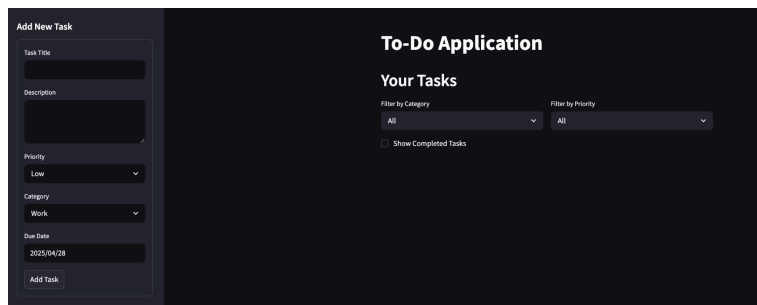 Add New Task
Task Title
Description
Priority
Low
Category
Work
Due Date
2025/04/28
Add Task
To-Do Application
Your Tasks
Filter by Category
Filter by Priority
All
All
Show Completed Tasks